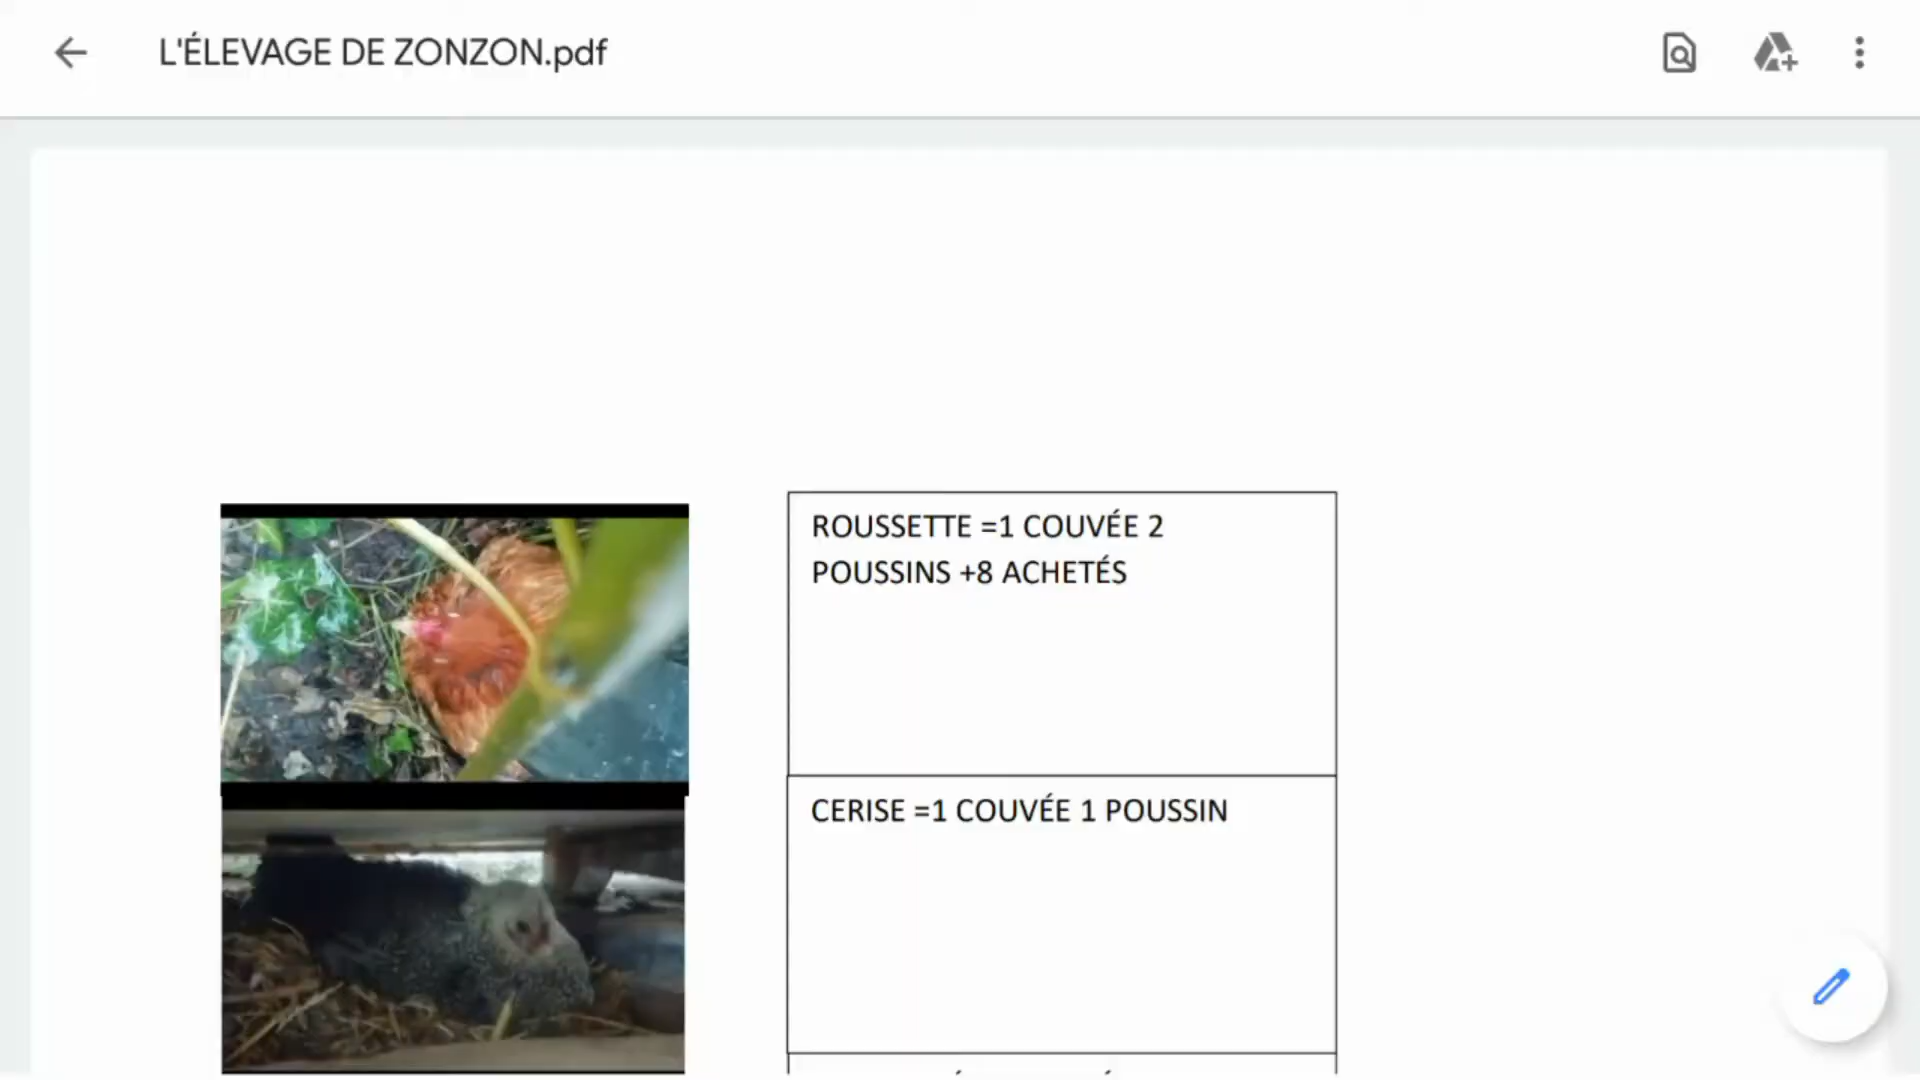 L'ÉLEVAGE DE ZONZON.pdf
ROUSSETTE =1 COUVÉE 2
POUSSINS +8 ACHETÉS
CERISE =1 COUVÉE 1 POUSSIN